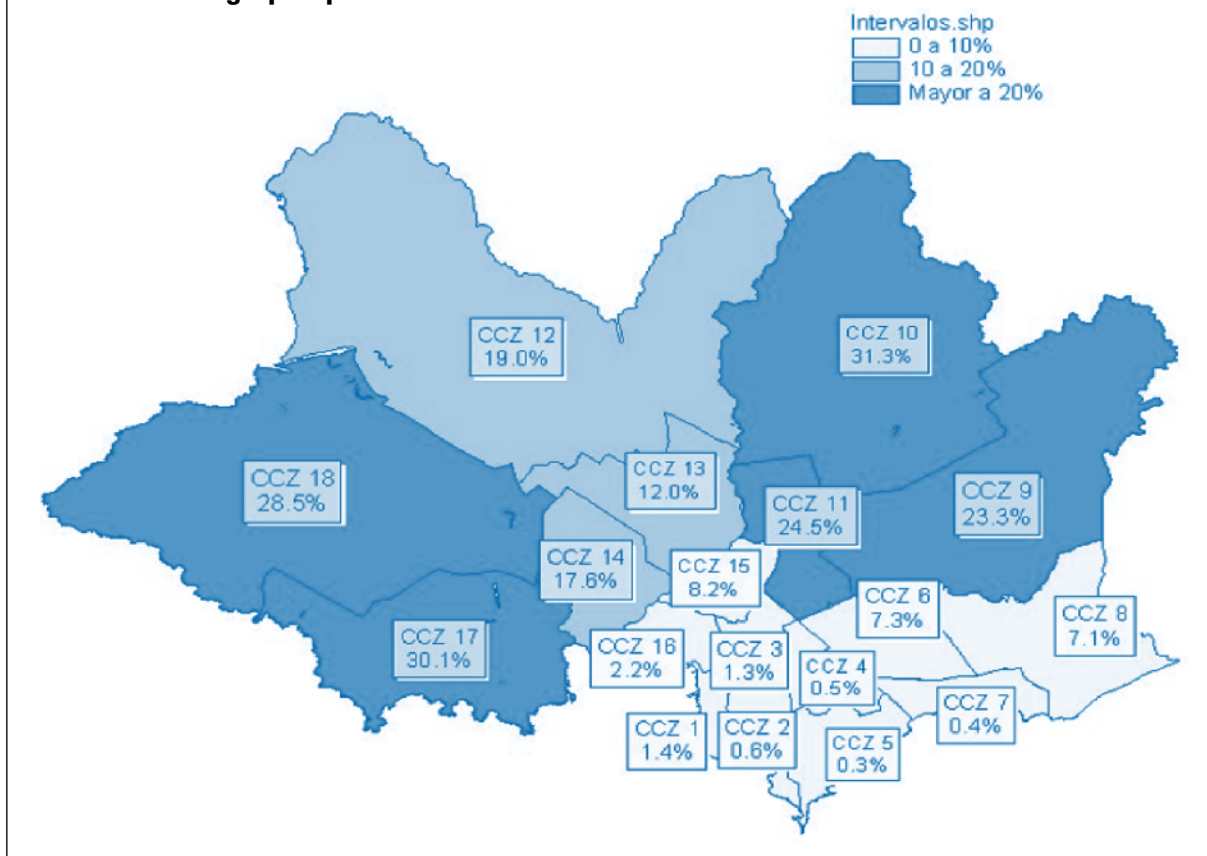 Intervalos.shp
0 a 10%
10 a 20%
Mayor a 20%
CCZ 12
19.0%
CCZ 10
31.3%
CCZ 13
12.0%
CCZ 18
28.5%
CCZ 11
24.5%
CCZ 9
23.3%
CCZ 14
17.6%
CCZ 15
8.2%
CCZ 6
7.3%
CCZ 8
7.1%
CCZ 17
30.1%
CCZ 16
2.2%
CCZ 3
1.3%
CCZ 4
0.5%
CCZ 7
0.4%
CCZ 1
1.4%
CCZ 2
0.6%
CCZ 5
0.3%